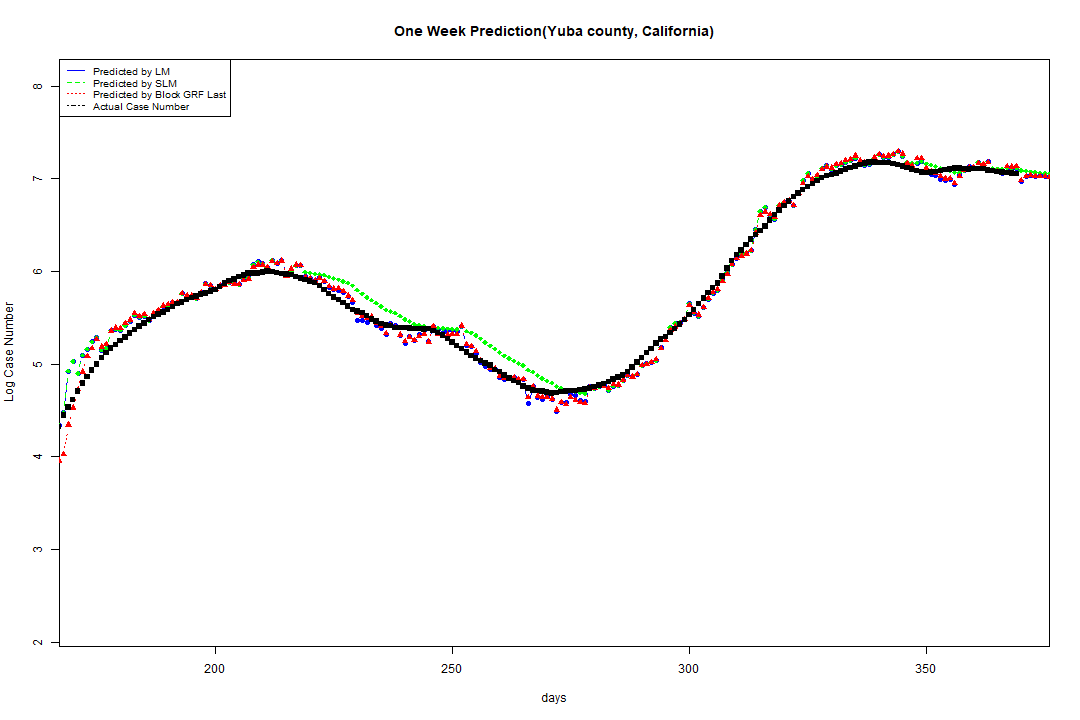 One Week Prediction(Yuba county, California)
Predicted by LM
Predicted by SLM
Predicted by Block GRF Last
Actual Case Number
8
7
6
5
4
3
2
Log Case Number
200
250
300
350
days